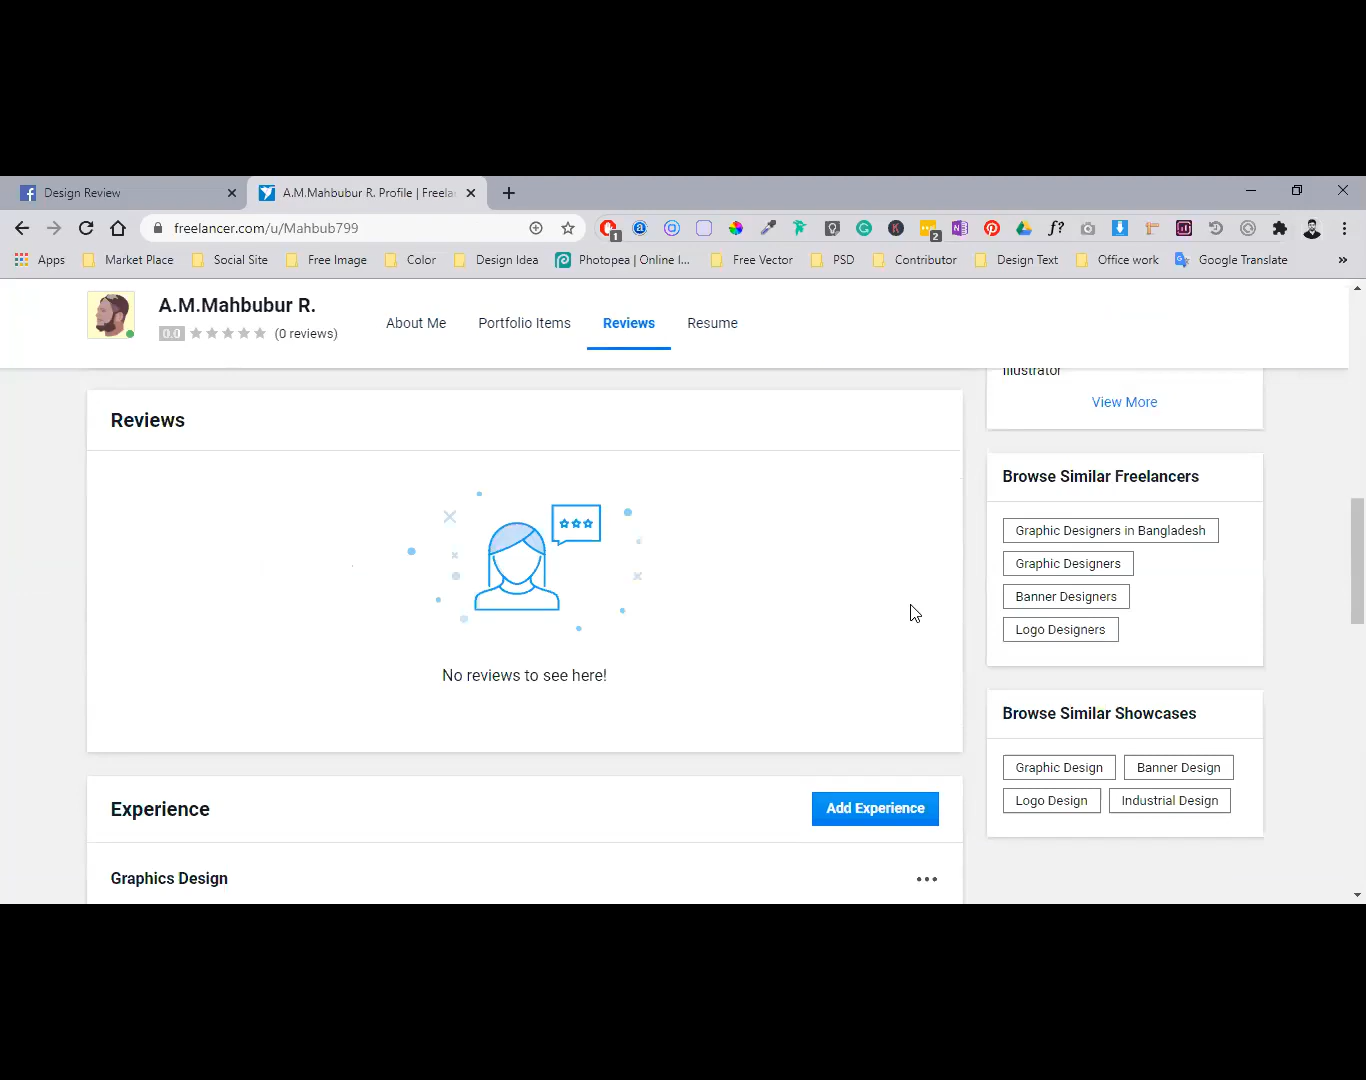 Design Review
A.M.Mahbubur R. Profile | Freela
freelancer.com/u/Mahbub799
1
2
f?
Apps
Market Place
Social Site
Free Image
Color
Design Idea
Photopea | Online I...
Free Vector
PSD
Contributor
Design Text
Office work
Google Translate
»
A.M.Mahbubur R.
0.0 (0 reviews)
About Me
Portfolio Items
Reviews
Resume
Illustrator
View More
Reviews
No reviews to see here!
Browse Similar Freelancers
Graphic Designers in Bangladesh
Graphic Designers
Banner Designers
Logo Designers
Browse Similar Showcases
Graphic Design
Banner Design
Logo Design
Industrial Design
Experience
Add Experience
Graphics Design